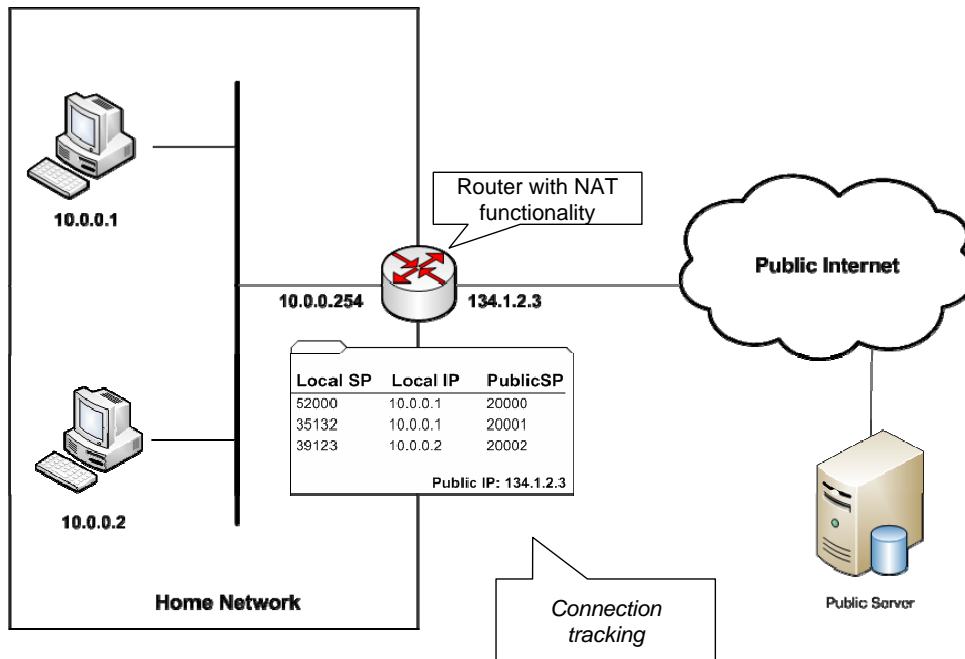 10.0.0.1
Router with NAT
functionality
Public Internet
10.0.0.254
134.1.2.3
Local SP Local IP PublicSP
52000 10.0.0.1 20000
35132 10.0.0.1 20001
39123 10.0.0.2 20002
Public IP: 134.1.2.3
10.0.0.2
Home Network
Connection
tracking
Public Server